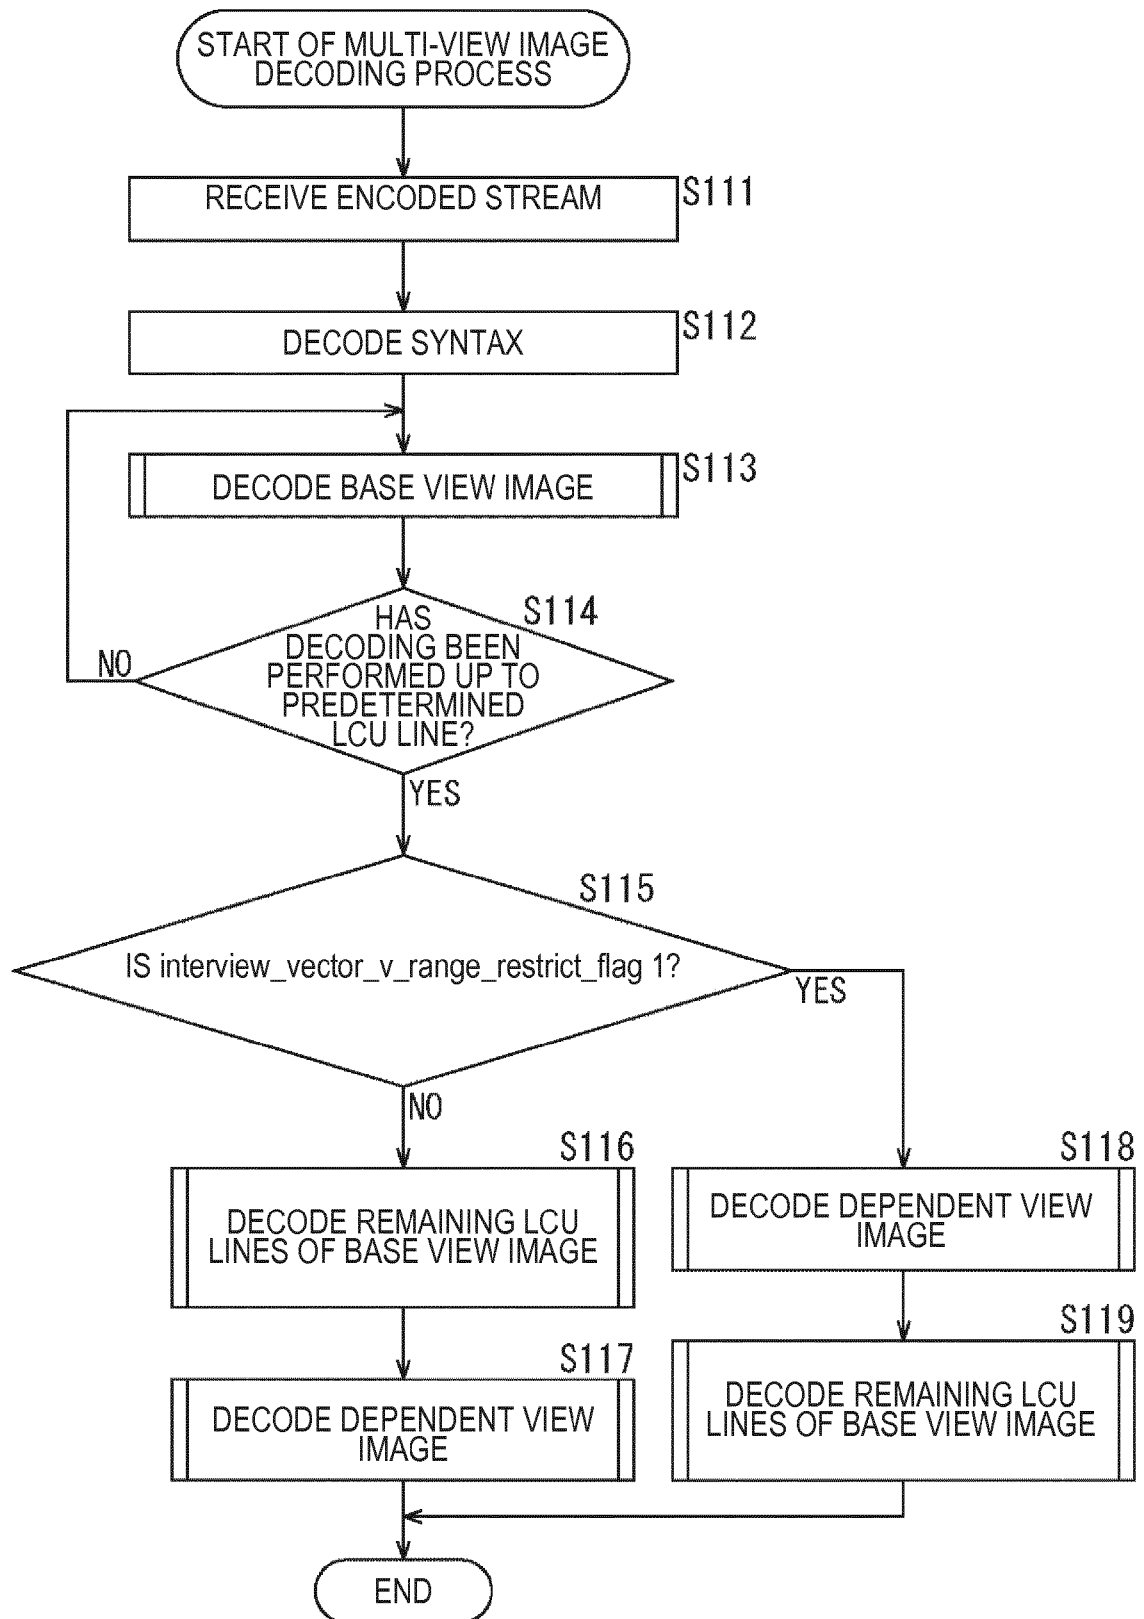 START OF MULTI-VIEW IMAGE
DECODING PROCESS
RECEIVE ENCODED STREAM
S111
DECODE SYNTAX
S112
DECODE BASE VIEW IMAGE
S113
HAS
DECODING BEEN
PERFORMED UP TO
PREDETERMINED
LCU LINE?
S114
NO
YES
S115
IS interview_vector_v_range_restrict_flag 1?
YES
NO
S116
DECODE REMAINING LCU
LINES OF BASE VIEW IMAGE
S117
DECODE DEPENDENT VIEW
IMAGE
S118
DECODE DEPENDENT VIEW
IMAGE
S119
DECODE REMAINING LCU
LINES OF BASE VIEW IMAGE
END